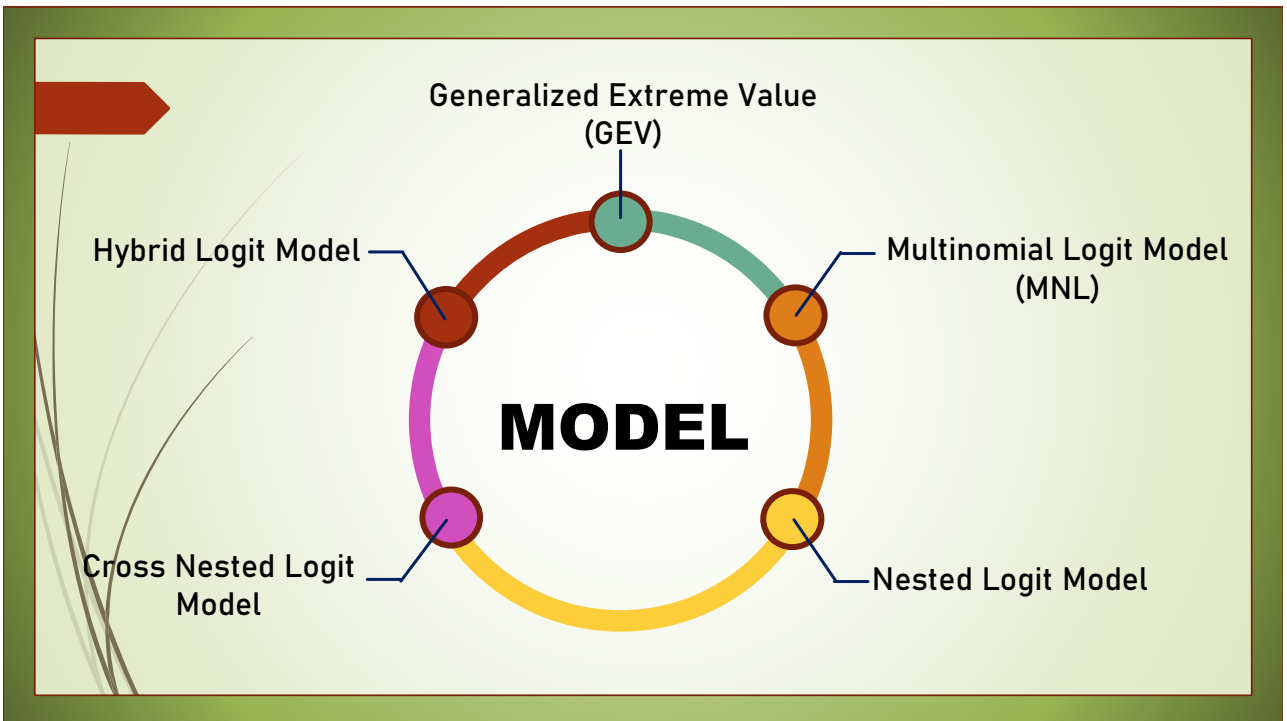 Generalized Extreme Value
(GEV)
Hybrid Logit Model
Multinomial Logit Model
(MNL)
MODEL
Cross Nested Logit
Model
Nested Logit Model